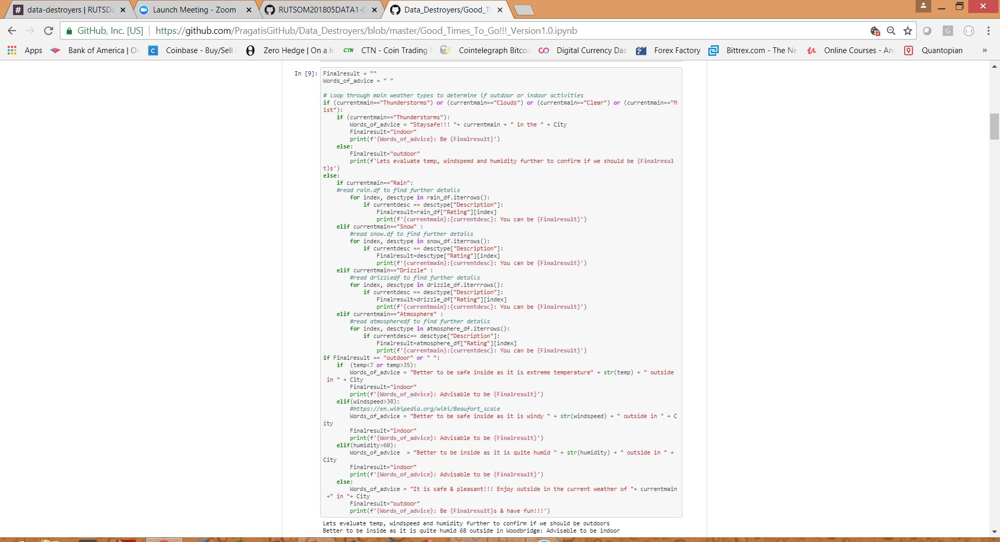 data-destroyers | RUTSDa
Launch Meeting - Zoom
RUTSOM201805DATA1-C
Data_Destroyers/Good_Ti
GitHub, Inc. [US]
https://github.com/PragatisGitHub/Data_Destroyers/blob/master/Good_Times_To_Go!!!_Version1.0.ipynb
Apps
Bank of America | Or
Coinbase - Buy/Sell
Zero Hedge | On a lo
CTN
CTN - Coin Trading
Cointelegraph Bitcoi
Digital Currency Das
Forex Factory
Bittrex.com - The Ne
Online Courses - Any
Quantopian
»
In [9]:
Finalresult = ""
Words_of_advice = " "
# loop through main weather types to determine if outdoor or indoor activities
if (currentmain=="Thunderstorms") or (currentmain=="Clouds") or (currentmain=="Clear") or (currentmain=="M
ist"):
if (currentmain=="Thunderstorms"):
Words_of_advice = "Staysafe!!! "+ currentmain + " in the " + City
Finalresult="indoor"
print(f'{Words_of_advice}: Be {Finalresult}')
else:
Finalresult="outdoor"
print(f'Lets evaluate temp, windspeed and humidity further to confirm if we should be {Finalresul
t}s')
else:
if currentmain=="Rain":
#read rain.df to find further details
for index, desctype in rain_df.iterrows():
if currentdesc == desctype["Description"]:
Finalresult=rain_df["Rating"][index]
print(f'{currentmain}:{currentdesc}: You can be {Finalresult}')
elif currentmain=="Snow" :
#read snow.df to find further details
for index, desctype in snow_df.iterrows():
if currentdesc == desctype["Description"]:
Finalresult=desctype["Rating"][index]
print(f'{currentmain}:{currentdesc}: You can be {Finalresult}')
elif currentmain=="Drizzle" :
#read drizzledf to find further details
for index, desctype in drizzle_df.iterrrows():
if currentdesc == desctype["Description"]:
Finalresult=drizzle_df["Rating"][index]
print(f'{currentmain}:{currentdesc}: You can be {Finalresult}')
elif currentmain=="Atmosphere" :
#read atmospheredf to find further details
for index, desctype in atmosphere_df.iterrows():
if currentdesc== desctype["Description"]:
Finalresult=atmosphere_df["Rating"][index]
print(f'{currentmain}:{currentdesc}: You can be {Finalresult}')
if Finalresult == "outdoor" or " ":
if  (temp<7 or temp>35):
Words_of_advice = "Better to be safe inside as it is extreme temperature" + str(temp) + " outside
in " + City
Finalresult="indoor"
print(f'{Words_of_advice}: Advisable to be {Finalresult}')
elif(windspeed>38):
#https://en.wikipedia.org/wiki/Beaufort_scale
Words_of_advice = "Better to be safe inside as it is windy " + str(windspeed) + " outside in " + C
ity
Finalresult="indoor"
print(f'{Words_of_advice}: Advisable to be {Finalresult}')
elif(humidity>60):
Words_of_advice  = "Better to be inside as it is quite humid " + str(humidity) + " outside in " +
City
Finalresult="indoor"
print(f'{Words_of_advice}: Advisable to be {Finalresult}')
else:
Words_of_advice = "It is safe & pleasant!!! Enjoy outside in the current weather of "+ currentmain
+" in "+ City
Finalresult="outdoor"
print(f'{Words_of_advice}: Be {Finalresult}s & have fun!!!')
Lets evaluate temp, windspeed and humidity further to confirm if we should be outdoors
Better to be inside as it is quite humid 68 outside in Woodbridge: Advisable to be indoor